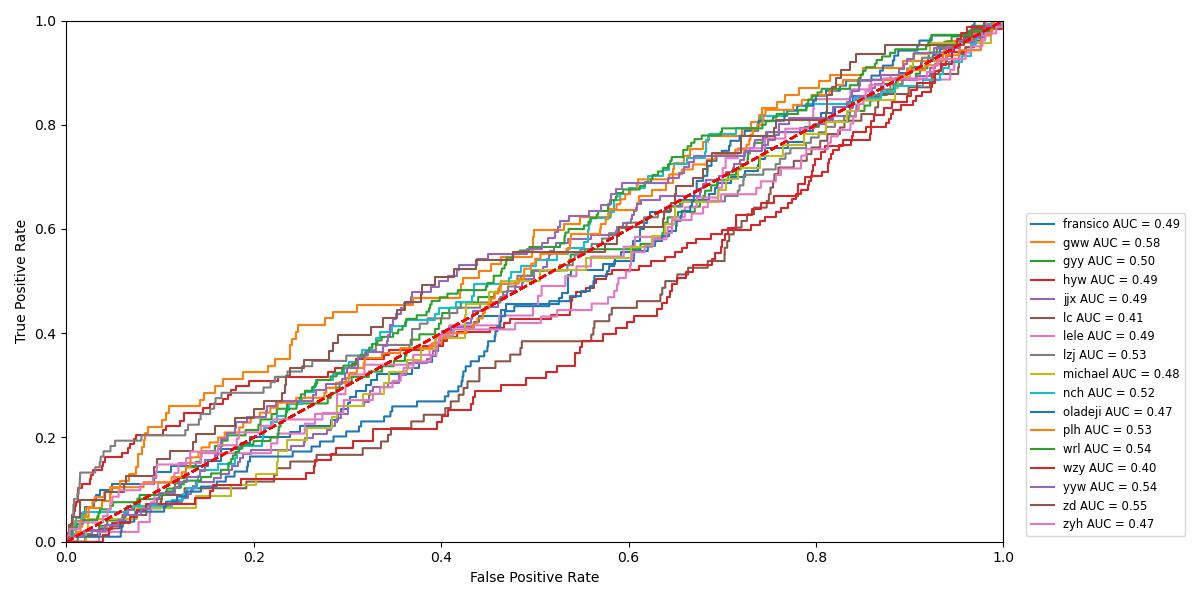 1.0
0.8
0.6
0.4
0.2
0.0
True Positive Rate
0.0 0.2 0.4 0.6 0.8 1.0
False Positive Rate
fransico AUC = 0.49
gww AUC = 0.58
gyy AUC = 0.50
hyw AUC = 0.49
jjx AUC = 0.49
lc AUC = 0.41
lele AUC = 0.49
lzj AUC = 0.53
michael AUC = 0.48
nch AUC = 0.52
oladeji AUC = 0.47
plh AUC = 0.53
wrl AUC = 0.54
wzy AUC = 0.40
yyw AUC = 0.54
zd AUC = 0.55
zyh AUC = 0.47